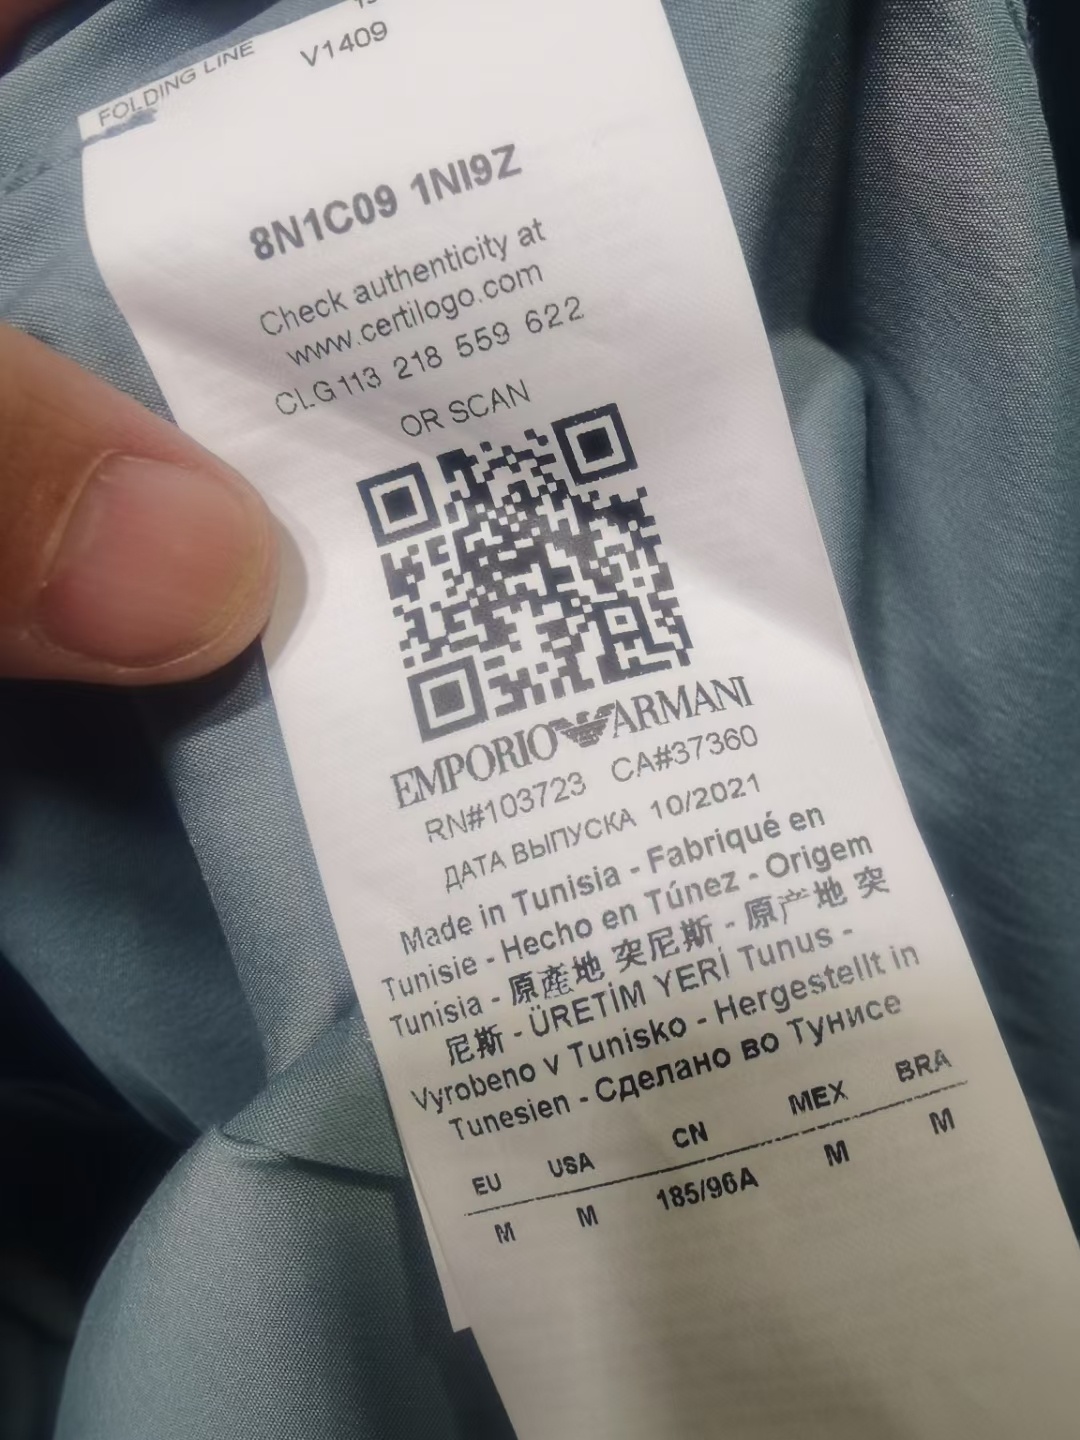 FOLDING LINE
V1409
8N1C09 1NI9Z
Check authenticity at
www.certilogo.com
CLG113 218 559 622
OR SCAN
EMPORIO ARMANI
RN#103723 CA#37360
ДАТА ВЫПУСКА 10/2021
Made in Tunisia - Fabriqué en
Tunisie - Hecho en Túnez - Origem
Tunisia - 原產地 突尼斯 - 原产地 突
尼斯 - ÜRETİM YERİ Tunus -
Vyrobeno v Tunisko - Hergestellt in
Tunesien - Сделано во Тунисе
EU USA CN MEX BRA
M M 185/96A M M